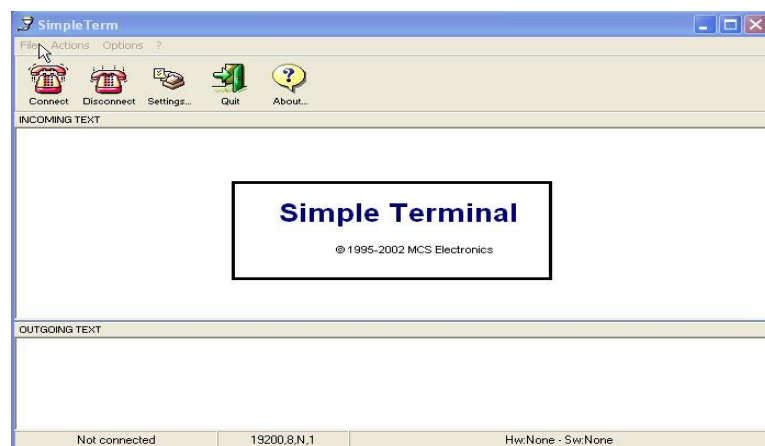 SimpleTerm
File Actions Options ?
Connect Disconnect Settings... Quit About...
INCOMING TEXT
Simple Terminal
© 1995-2002 MCS Electronics
OUTGOING TEXT
Not connected 19200,8,N,1 Hw:None - Sw:None